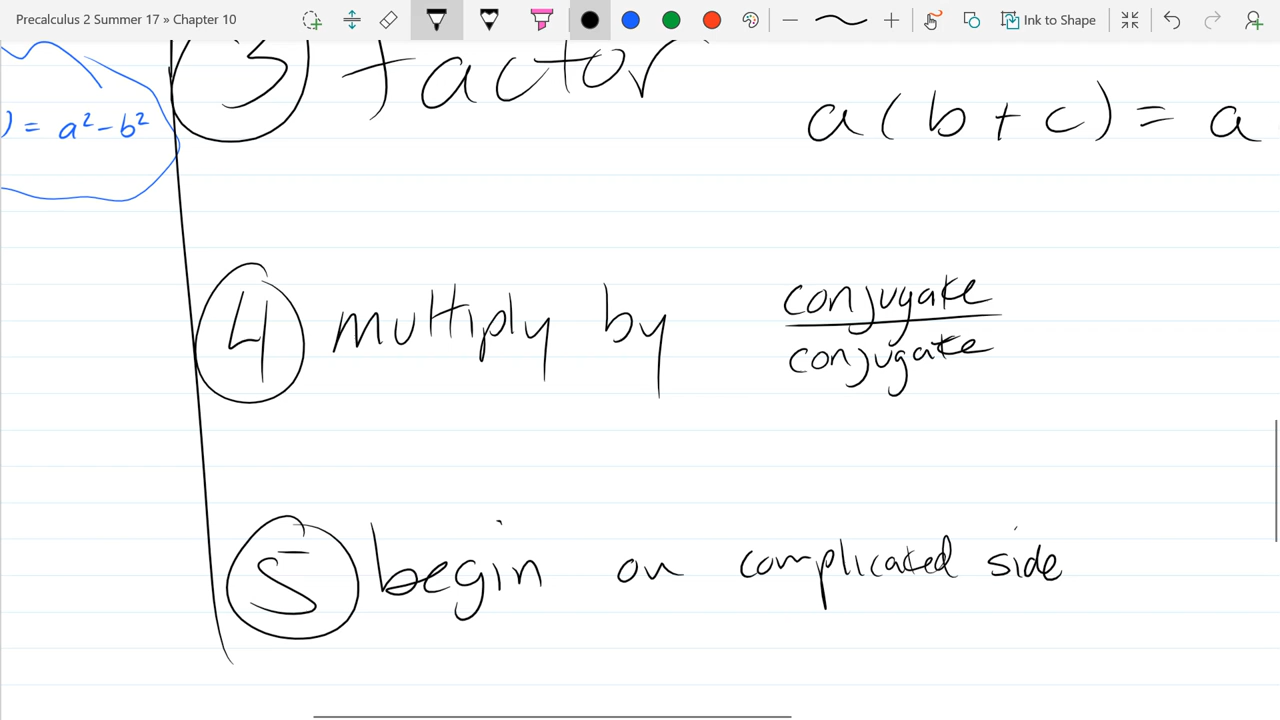 Precalculus 2 Summer 17 » Chapter 10
Ink to Shape
) = a² - b²
③ factor
a ( b + c ) = a
④ multiply by conjugate
conjugate
⑤ begin on complicated side